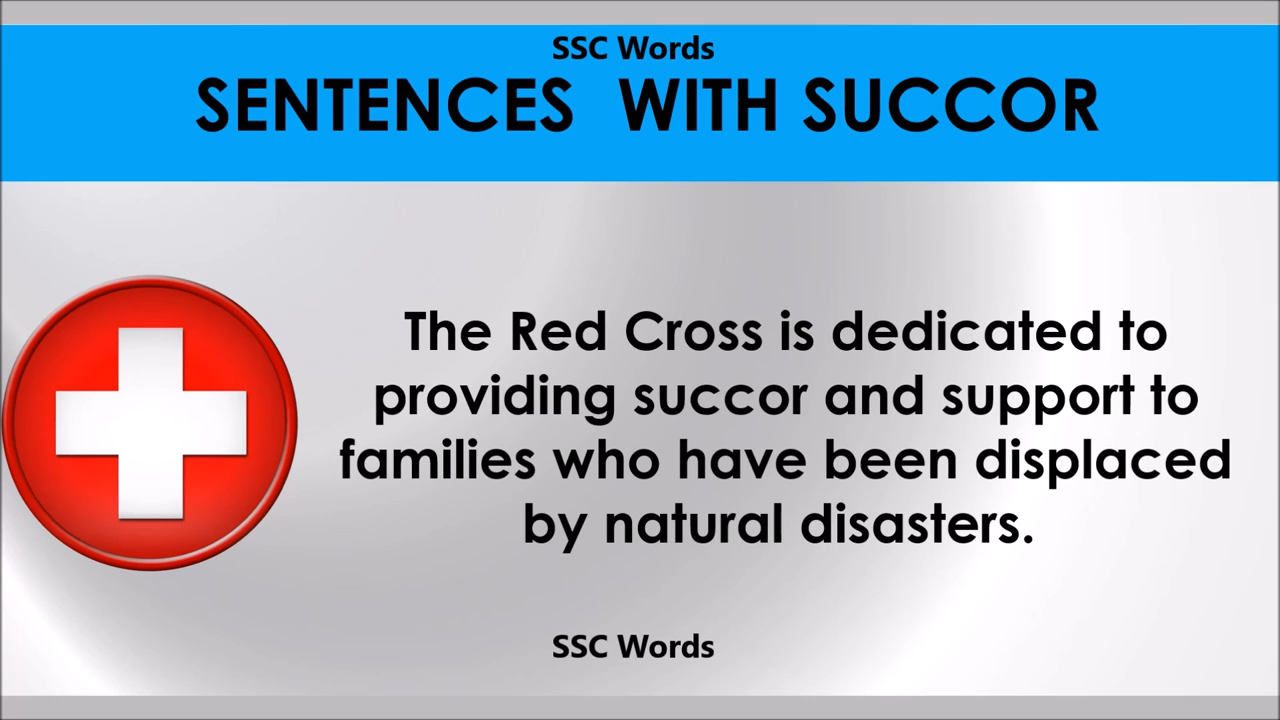 SSC Words
SENTENCES WITH SUCCOR
The Red Cross is dedicated to
providing succor and support to
families who have been displaced
by natural disasters.
SSC Words